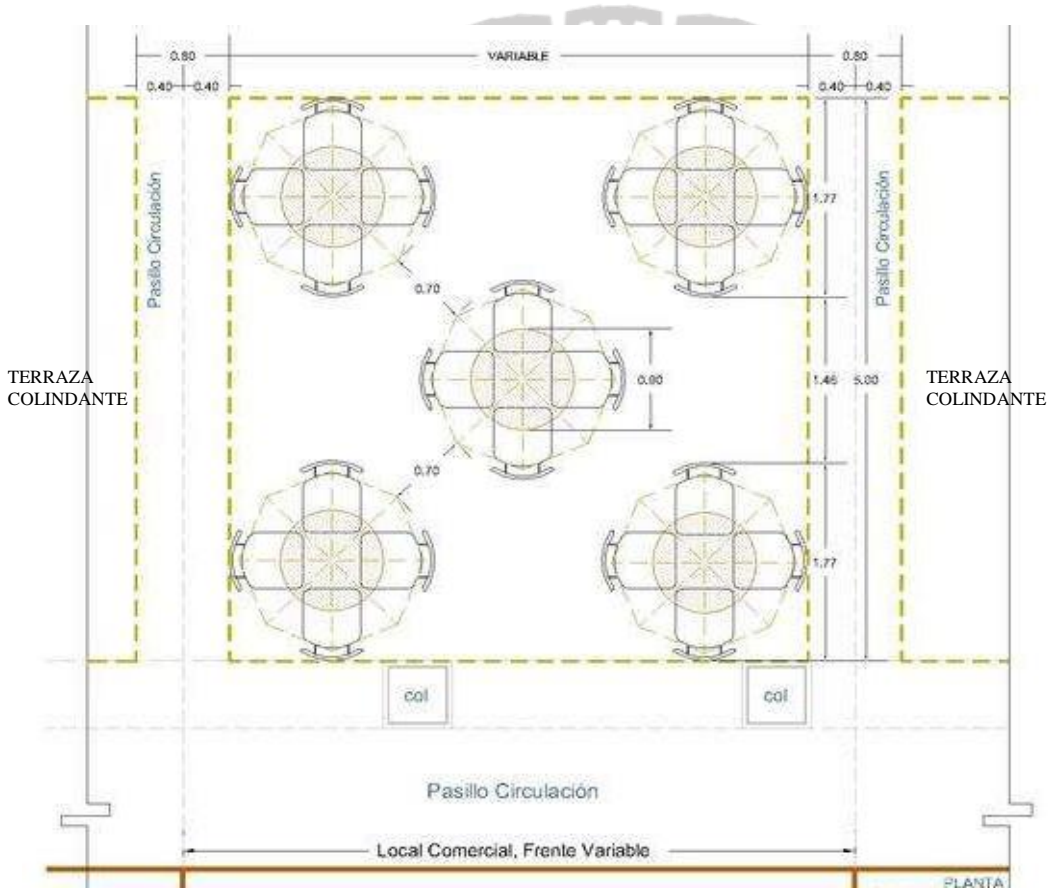 0.80 VARIABLE 0.80
0.40 0.40 0.40 0.40
Pasillo Circulación
Pasillo Circulación
1.77
0.70
0.90
TERRAZA
COLINDANTE
1.46 5.00
TERRAZA
COLINDANTE
0.70
1.77
col
col
Pasillo Circulación
Local Comercial, Frente Variable
PLANTA